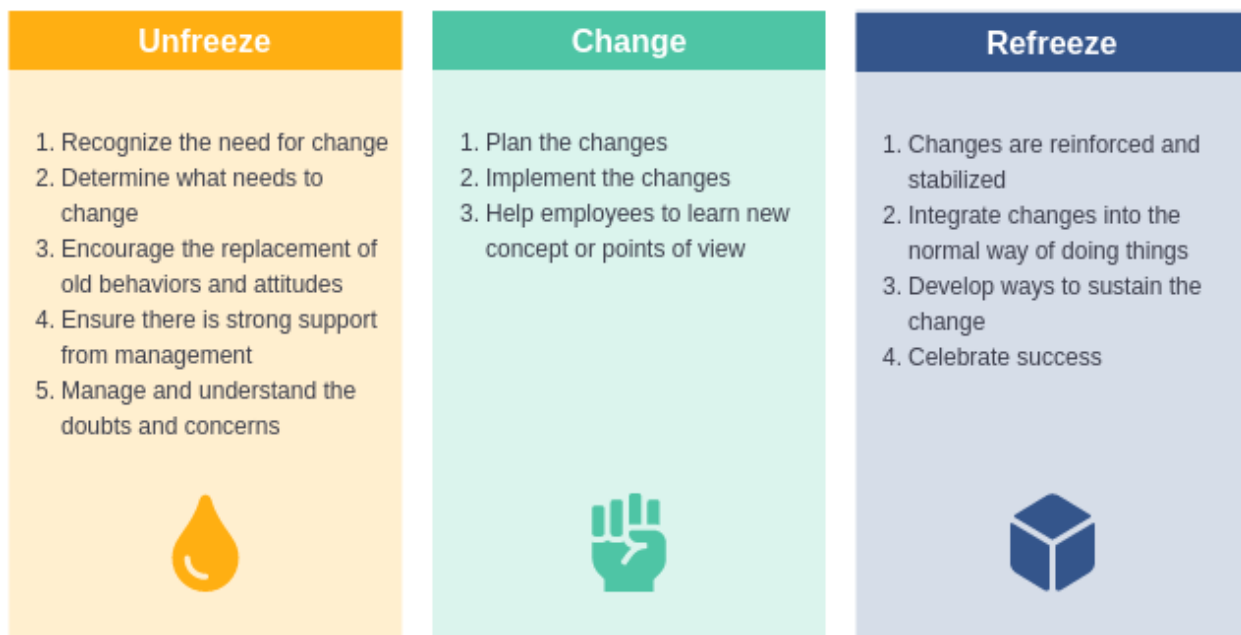 Unfreeze
1. Recognize the need for change
2. Determine what needs to
change
3. Encourage the replacement of
old behaviors and attitudes
4. Ensure there is strong support
from management
5. Manage and understand the
doubts and concerns
Change
1. Plan the changes
2. Implement the changes
3. Help employees to learn new
concept or points of view
Refreeze
1. Changes are reinforced and
stabilized
2. Integrate changes into the
normal way of doing things
3. Develop ways to sustain the
change
4. Celebrate success